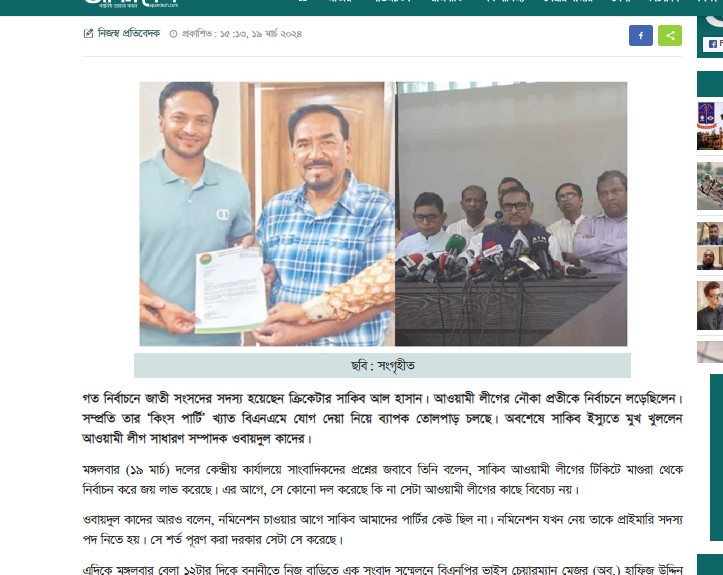 নিজস্ব প্রতিবেদক প্রকাশিত : ১৫:১৩, ১৯ মার্চ ২০২৪
ছবি : সংগৃহীত
গত নির্বাচনে জাতী সংসদের সদস্য হয়েছেন ক্রিকেটার সাকিব আল হাসান। আওয়ামী লীগের নৌকা প্রতীকে নির্বাচনে লড়েছিলেন।
সম্প্রতি তার ‘কিংস পার্টি’ খ্যাত বিএনএমে যোগ দেয়া নিয়ে ব্যাপক তোলপাড় চলছে। অবশেষে সাকিব ইস্যুতে মুখ খুললেন
আওয়ামী লীগ সাধারণ সম্পাদক ওবায়দুল কাদের।
মঙ্গলবার (১৯ মার্চ) দলের কেন্দ্রীয় কার্যালয়ে সাংবাদিকদের প্রশ্নের জবাবে তিনি বলেন, সাকিব আওয়ামী লীগের টিকিটে মাগুরা থেকে
নির্বাচন করে জয় লাভ করেছে। এর আগে, সে কোনো দল করেছে কি না সেটা আওয়ামী লীগের কাছে বিবেচ্য নয়।
ওবায়দুল কাদের আরও বলেন, নমিনেশন চাওয়ার আগে সাকিব আমাদের পার্টির কেউ ছিল না। নমিনেশন যখন নেয় তাকে প্রাইমারি সদস্য
পদ নিতে হয়। সে শর্ত পূরণ করা দরকার সেটা সে করেছে।
এদিকে মঙ্গলবার বেলা ১২টার দিকে বনানীতে নিজ বাড়িতে এক সংবাদ সম্মেলনে বিএনপির ভাইস চেয়ারম্যান মেজর (অব.) হাফিজ উদ্দিন